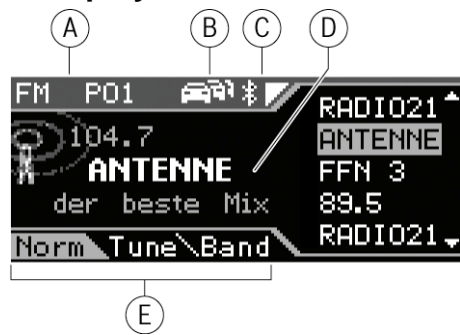 A B C D
FM P01
104.7
ANTENNE
der beste Mix
Norm Tune Band
RADIO21
ANTENNE
FFN 3
89.5
RADIO21
E